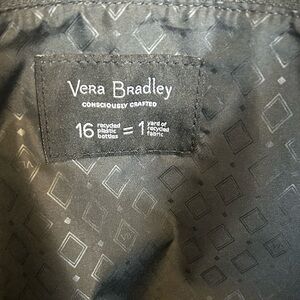 VERA BRADLEY
CONSCIOUSLY CRAFTED
16 recycled plastic bottles = 1 yard of recycled fabric